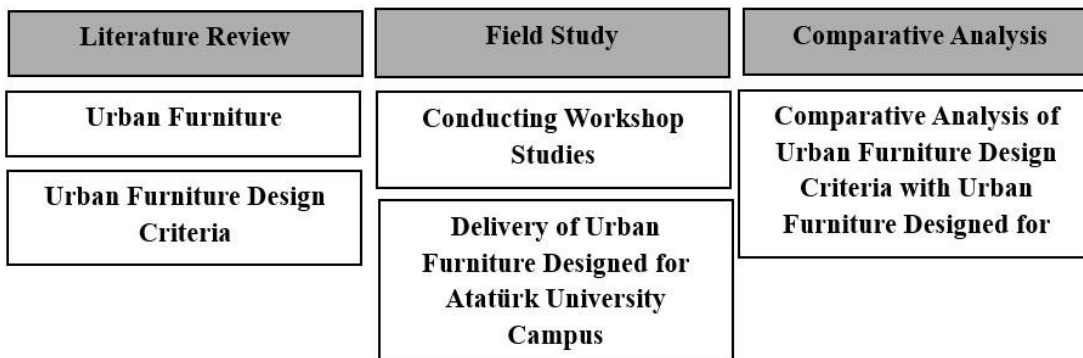 Literature Review
Urban Furniture
Urban Furniture Design
Criteria
Field Study
Conducting Workshop
Studies
Delivery of Urban
Furniture Designed for
Atatürk University
Campus
Comparative Analysis
Comparative Analysis of
Urban Furniture Design
Criteria with Urban
Furniture Designed for